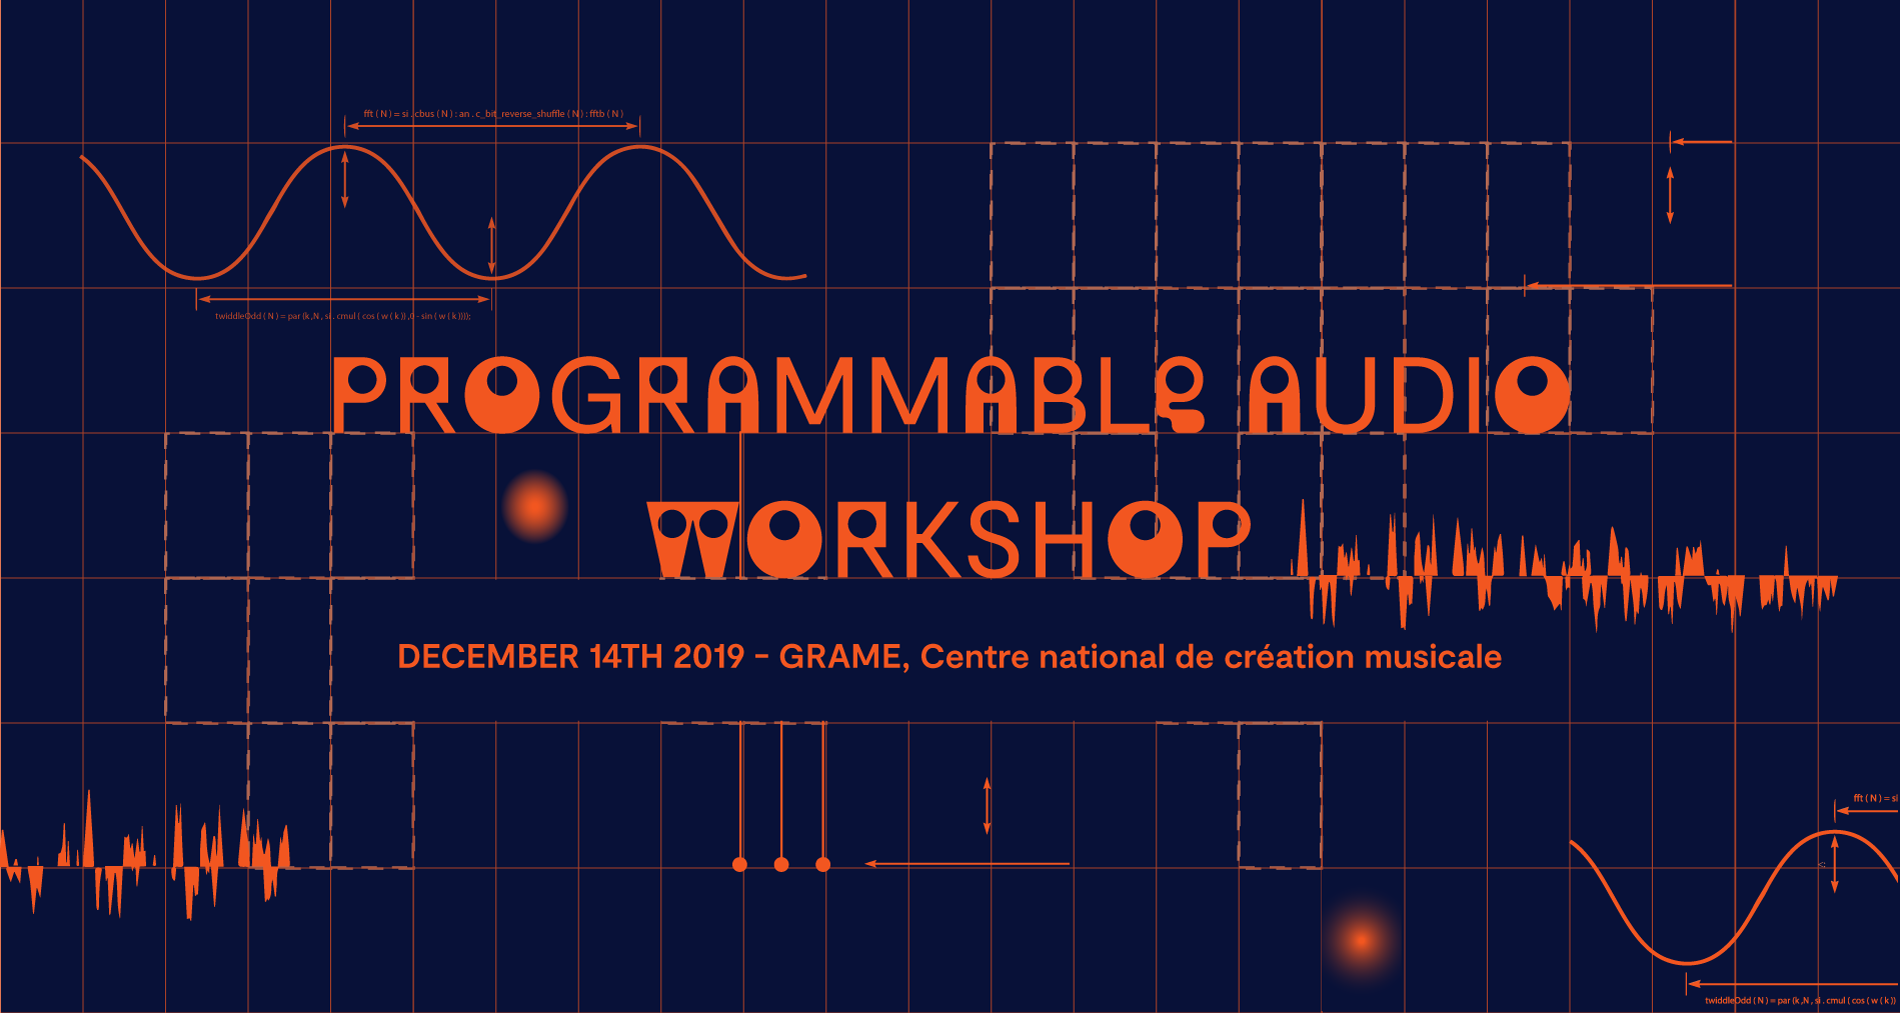 fft ( N ) = si . cbus ( N ) : an . c_bit_reverse_shuffle ( N ) : fftb ( N )
twiddleOdd ( N ) = par (k,N , si . cmul ( cos ( w ( k )) ,0 - sin ( w ( k ))));
PROGRAMMABLE AUDIO
WORKSHOP
DECEMBER 14TH 2019 – GRAME, Centre national de création musicale
fft ( N ) = si
twiddleOdd ( N ) = par (k,N , si . cmul ( cos ( w ( k ))